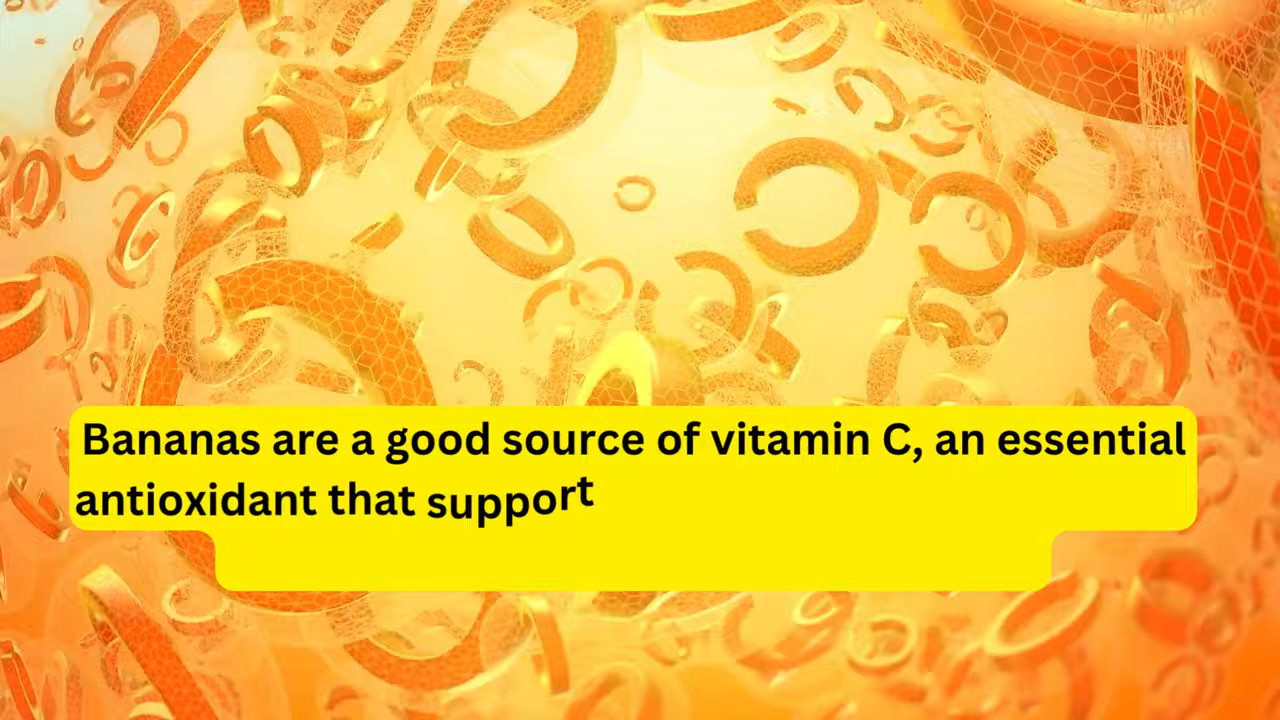 Bananas are a good source of vitamin C, an essential
antioxidant that support